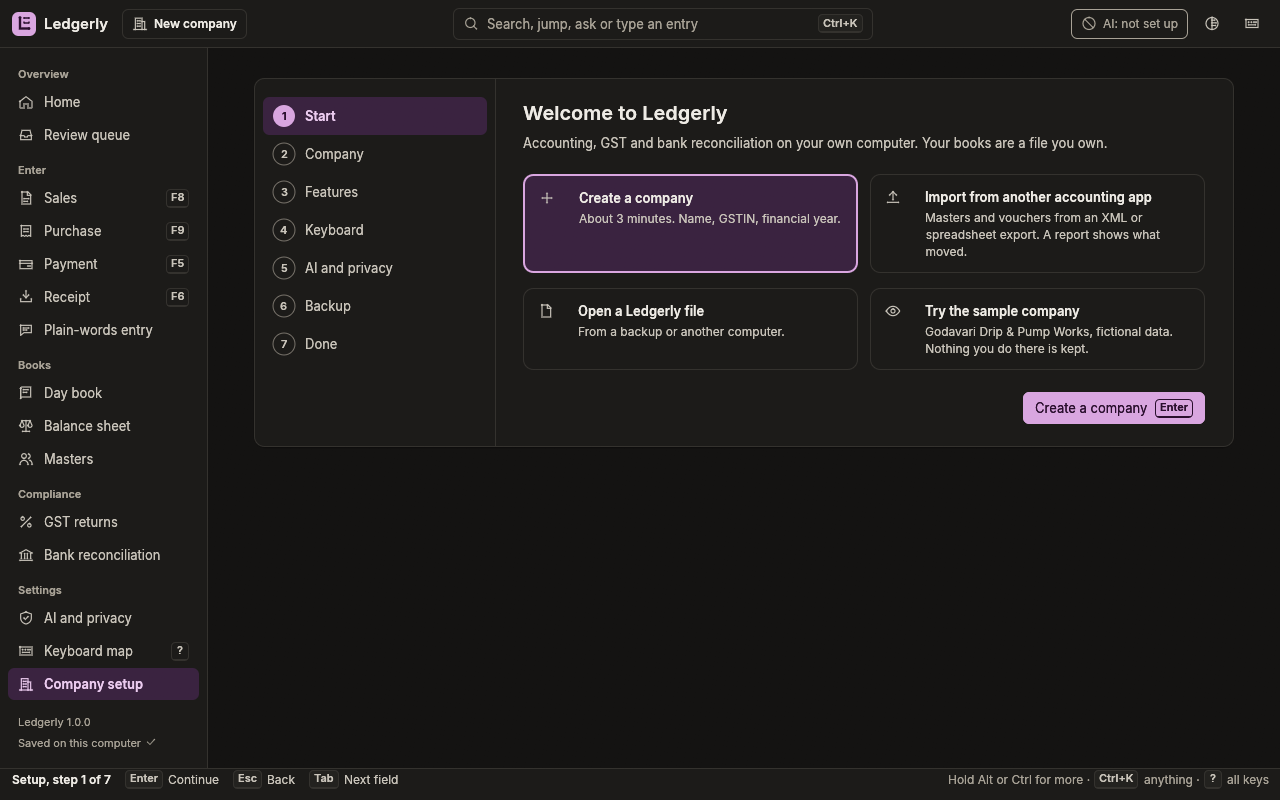 Ledgerly
New company
Search, jump, ask or type an entry
Ctrl+K
AI: not set up
Overview
Home
Review queue
Enter
Sales F8
Purchase F9
Payment F5
Receipt F6
Plain-words entry
Books
Day book
Balance sheet
Masters
Compliance
GST returns
Bank reconciliation
Settings
AI and privacy
Keyboard map ?
Company setup
Ledgerly 1.0.0
Saved on this computer
1 Start
2 Company
3 Features
4 Keyboard
5 AI and privacy
6 Backup
7 Done
Welcome to Ledgerly
Accounting, GST and bank reconciliation on your own computer. Your books are a file you own.
Create a company
About 3 minutes. Name, GSTIN, financial year.
Import from another accounting app
Masters and vouchers from an XML or
spreadsheet export. A report shows what
moved.
Open a Ledgerly file
From a backup or another computer.
Try the sample company
Godavari Drip & Pump Works, fictional data.
Nothing you do there is kept.
Create a company Enter
Setup, step 1 of 7 Enter Continue Esc Back Tab Next field
Hold Alt or Ctrl for more · Ctrl+K anything · ? all keys